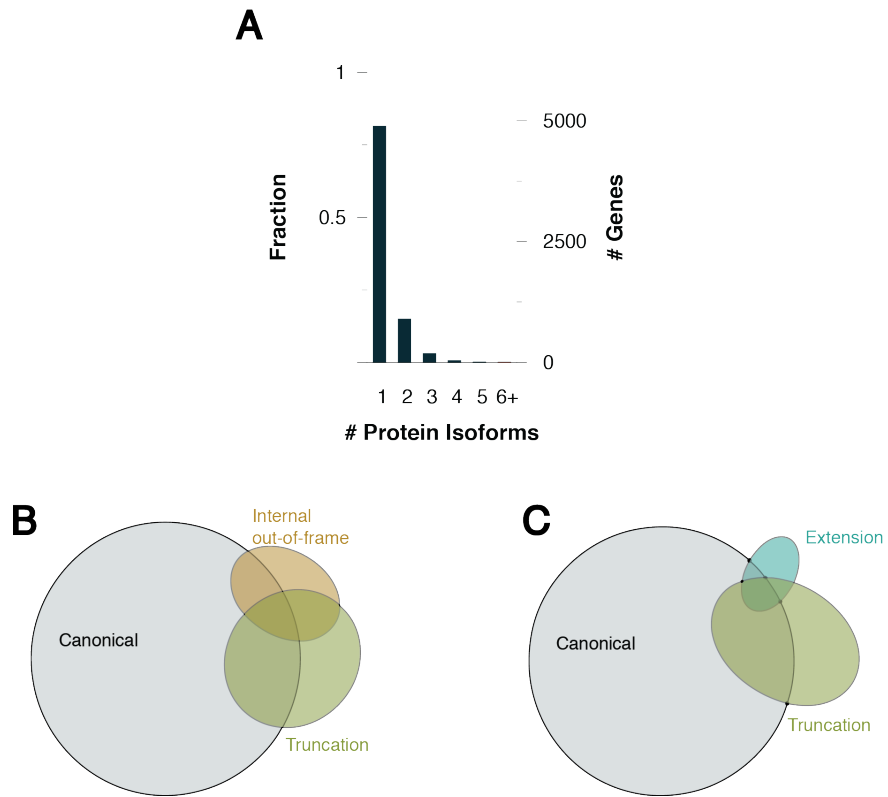 A
1
0.5
Fraction
5000
2500
0
# Genes
1 2 3 4 5 6+
# Protein Isoforms
B
Internal
out-of-frame
Canonical
Truncation
C
Extension
Canonical
Truncation